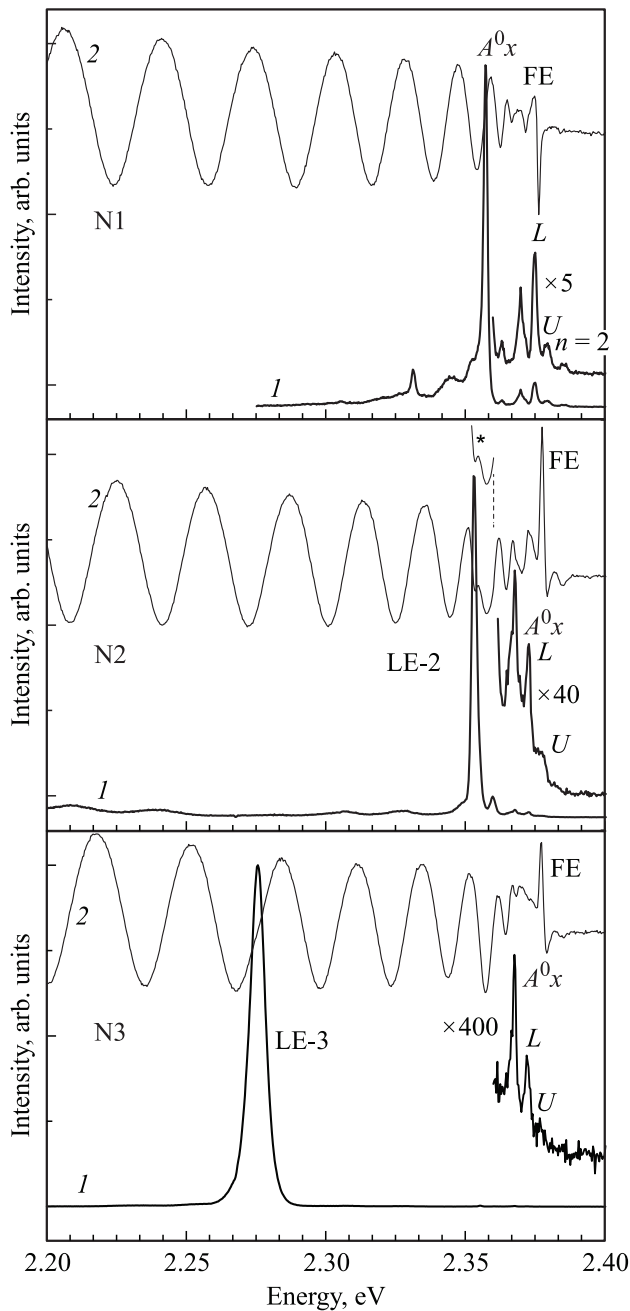 2
A⁰x
FE
Intensity, arb. units
N1
L
×5
U
n = 2
1
*
FE
2
Intensity, arb. units
N2
LE-2
A⁰x
L
×40
U
1
FE
2
Intensity, arb. units
N3
LE-3
×400
A⁰x
L
U
1
2.20 2.25 2.30 2.35 2.40
Energy, eV